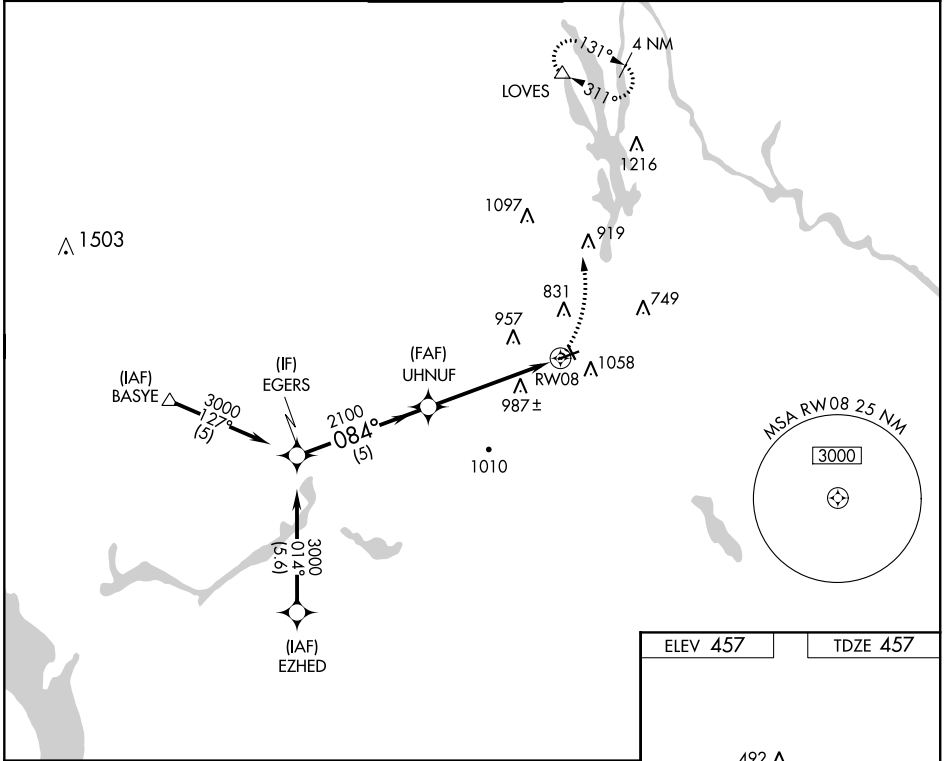 131°
4 NM
311°
LOVES
1216
1097
919
1503
831
749
957
(FAF)
UHNUF
(IF)
EGERS
RW08
1058
987±
(IAF)
BASYE
3000
127°
(5)
2100
084°
(5)
1010
MSA RW08 25 NM
3000
3000
014°
(5.6)
(IAF)
EZHED
ELEV 457
TDZE 457
492